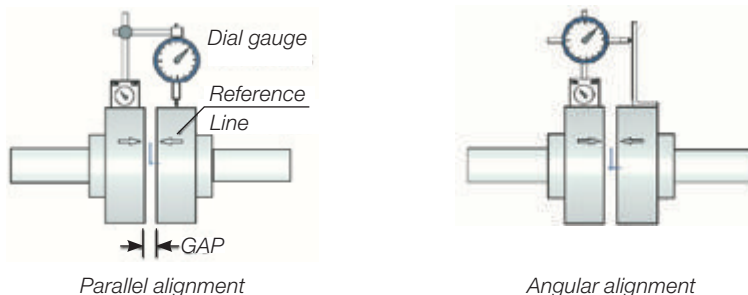 Dial gauge
Reference
Line
GAP
Parallel alignment
Angular alignment